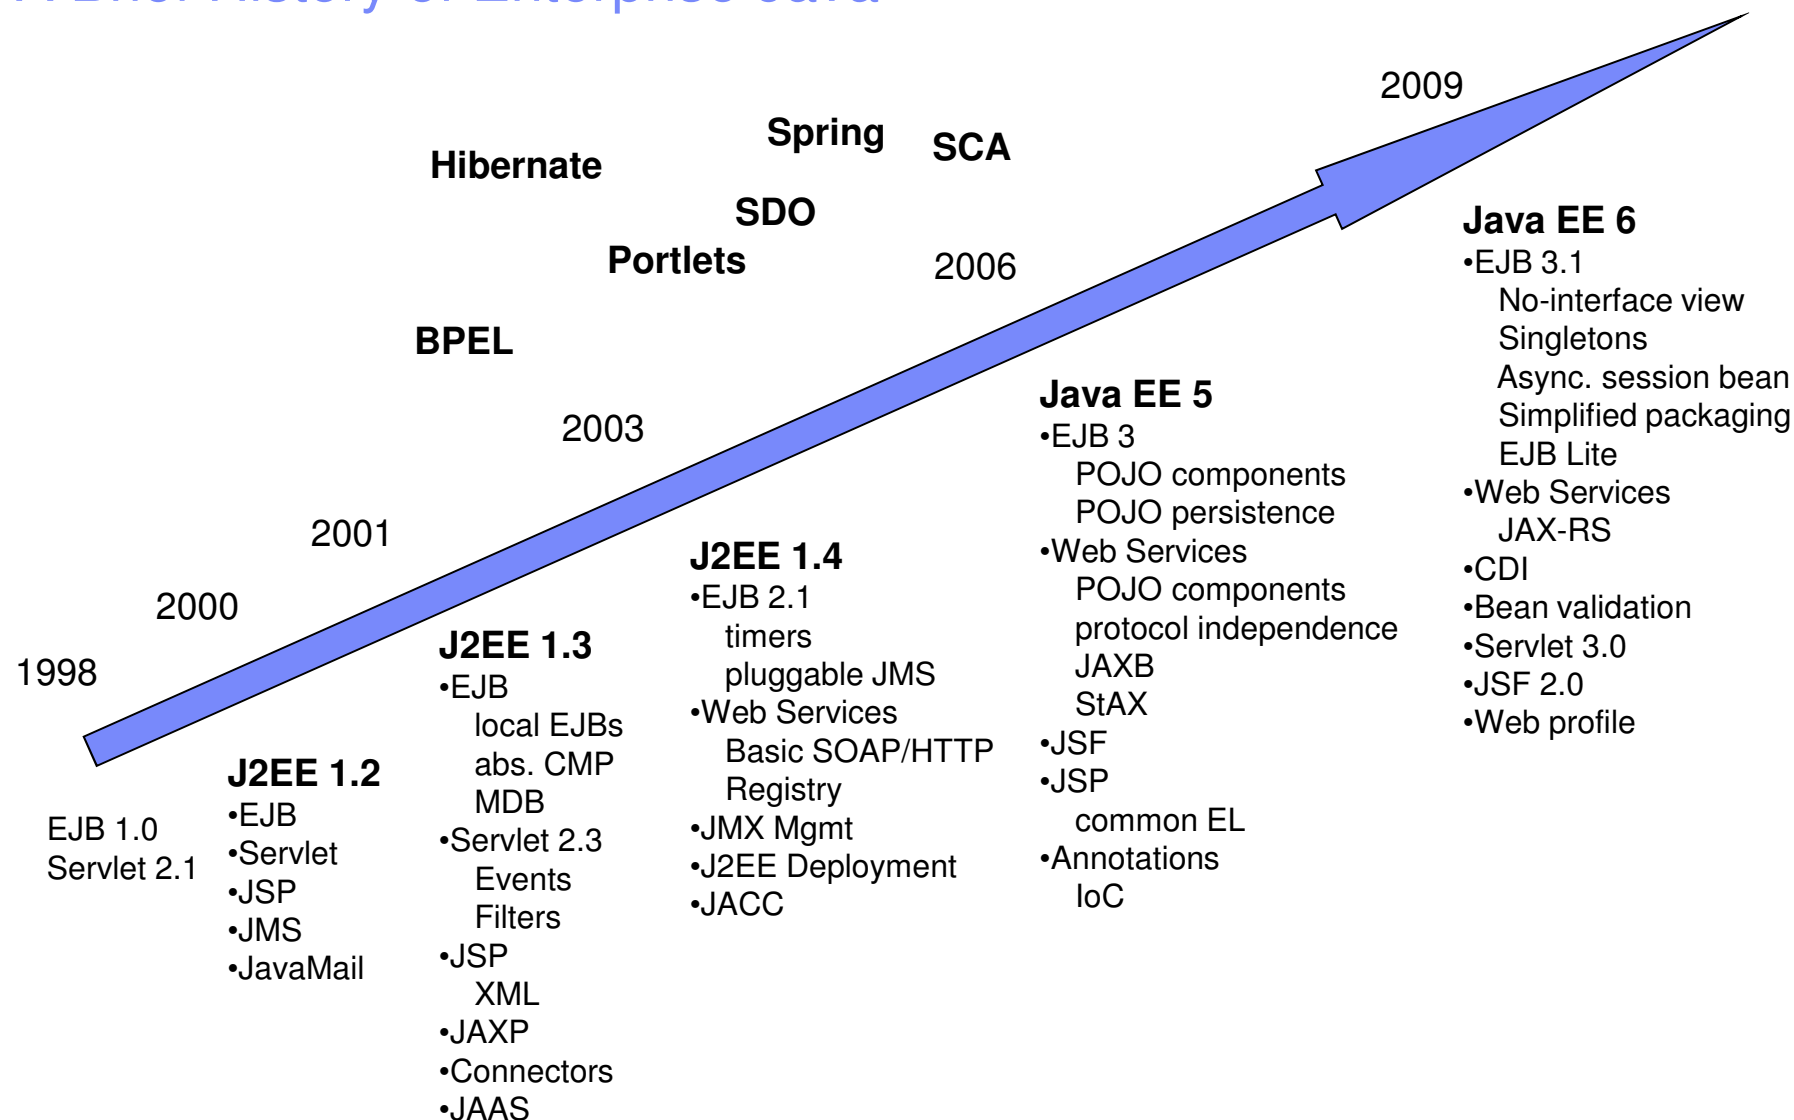 A Brief History of Enterprise Java
2009
Spring
SCA
Hibernate
SDO
Portlets
2006
BPEL
2003
2001
2000
1998
EJB 1.0
Servlet 2.1
J2EE 1.2
•EJB
•Servlet
•JSP
•JMS
•JavaMail
J2EE 1.3
•EJB
local EJBs
abs. CMP
MDB
•Servlet 2.3
Events
Filters
•JSP
XML
•JAXP
•Connectors
•JAAS
J2EE 1.4
•EJB 2.1
timers
pluggable JMS
•Web Services
Basic SOAP/HTTP
Registry
•JMX Mgmt
•J2EE Deployment
•JACC
Java EE 5
•EJB 3
POJO components
POJO persistence
•Web Services
POJO components
protocol independence
JAXB
StAX
•JSF
•JSP
common EL
•Annotations
IoC
Java EE 6
•EJB 3.1
No-interface view
Singletons
Async. session bean
Simplified packaging
EJB Lite
•Web Services
JAX-RS
•CDI
•Bean validation
•Servlet 3.0
•JSF 2.0
•Web profile